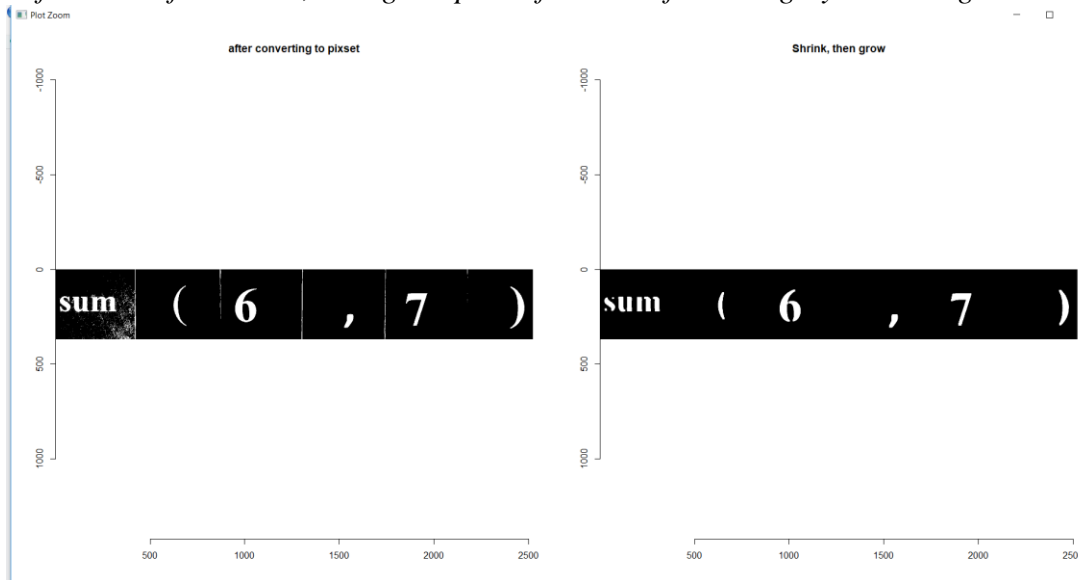 Plot Zoom
after converting to pixset
Shrink, then grow
-1000
-500
0
500
1000
sum ( 6 , 7 )
500 1000 1500 2000 2500
-1000
-500
0
500
1000
sum ( 6 , 7 )
500 1000 1500 2000